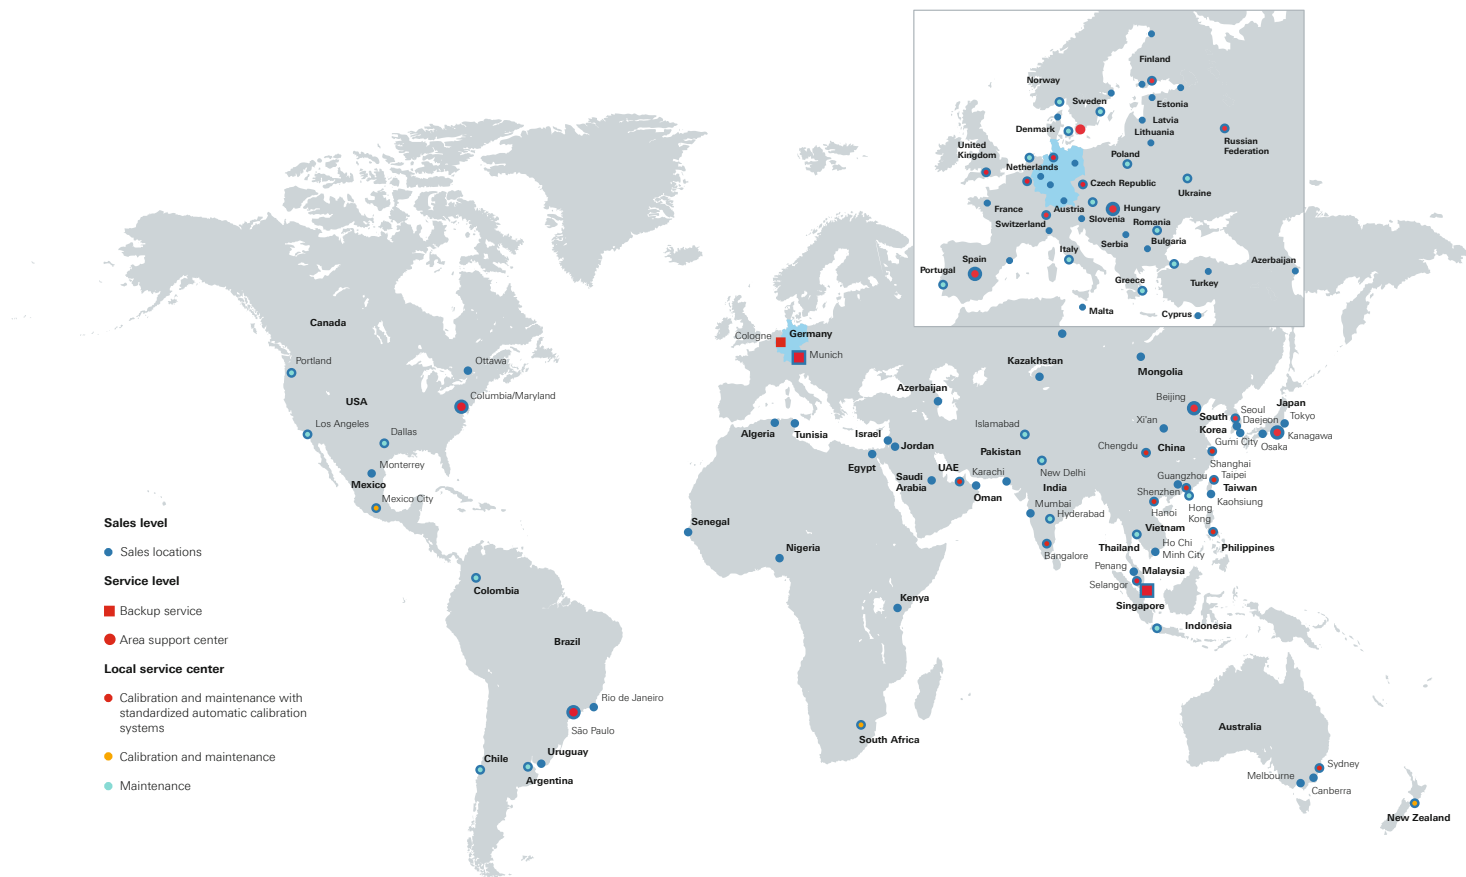 Finland
Norway
Sweden
Estonia
Latvia
Denmark
Lithuania
United
Kingdom
Russian
Federation
Poland
Netherlands
Czech Republic
Ukraine
France
Austria
Hungary
Switzerland
Slovenia
Romania
Serbia
Bulgaria
Italy
Spain
Portugal
Azerbaijan
Greece
Turkey
Malta
Cyprus
Canada
Portland
Ottawa
USA
Columbia/Maryland
Los Angeles
Dallas
Monterrey
Mexico
Mexico City
Cologne
Germany
Munich
Kazakhstan
Mongolia
Azerbaijan
Beijing
Japan
South
Korea
Seoul
Daejeon
Tokyo
Xi'an
Gumi City
Osaka
Kanagawa
Algeria
Tunisia
Israel
Jordan
Islamabad
Chengdu
China
Egypt
Pakistan
Shanghai
Saudi
Arabia
UAE
Karachi
New Delhi
Guangzhou
Taipei
Oman
India
Shenzhen
Taiwan
Mumbai
Hyderabad
Hanoi
Hong
Kong
Kaohsiung
Senegal
Vietnam
Nigeria
Bangalore
Thailand
Ho Chi
Minh City
Philippines
Penang
Malaysia
Selangor
Singapore
Colombia
Kenya
Indonesia
Brazil
Rio de Janeiro
São Paulo
South Africa
Australia
Uruguay
Chile
Argentina
Sydney
Melbourne
Canberra
New Zealand
Sales level
Sales locations
Service level
Backup service
Area support center
Local service center
Calibration and maintenance with
standardized automatic calibration
systems
Calibration and maintenance
Maintenance